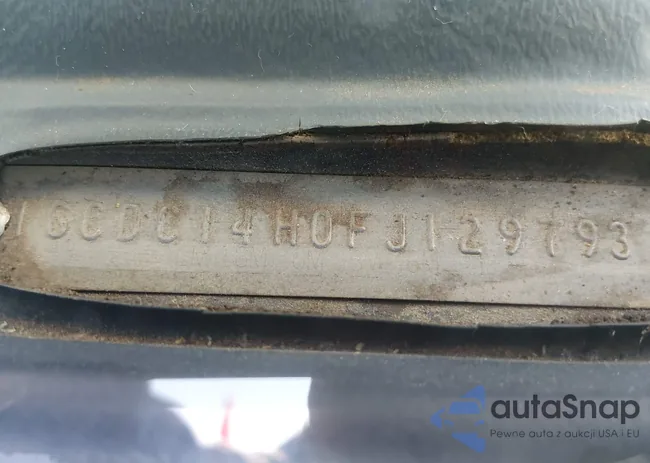 1GCDC14H0FJ129793
autaSnap
Pewne auta z aukcji USA i EU